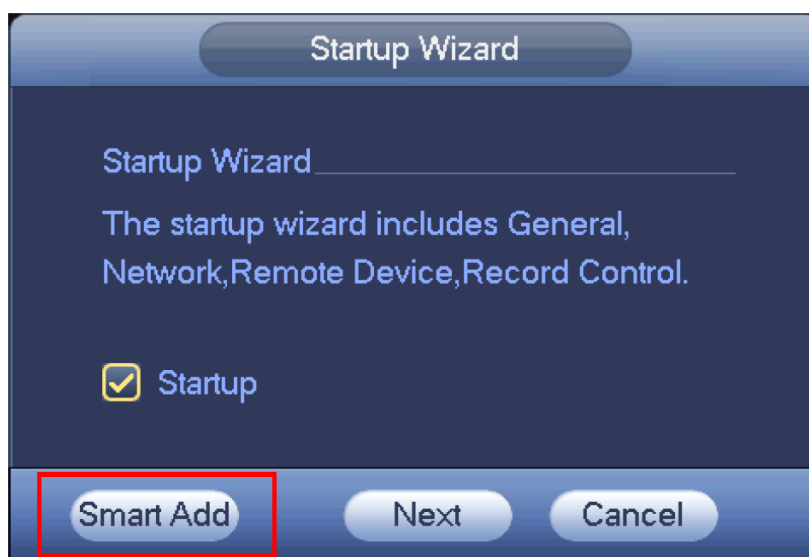 Startup Wizard
Startup Wizard
The startup wizard includes General,
Network,Remote Device,Record Control.
Startup
Smart Add Next Cancel